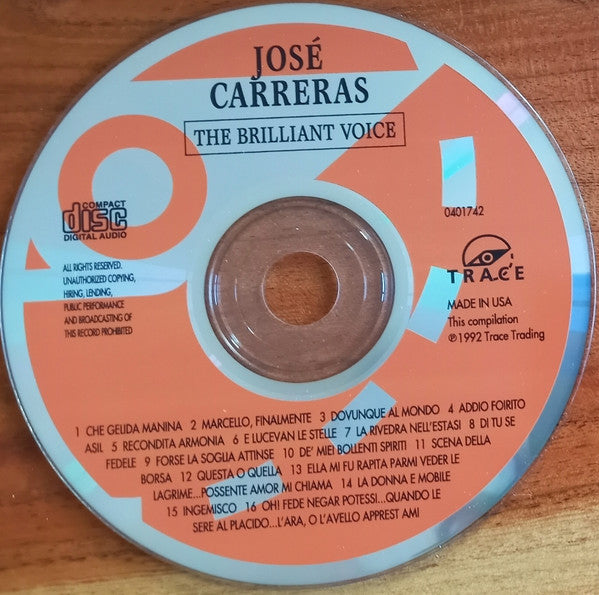 JOSÉ
CARRERAS
THE BRILLIANT VOICE
COMPACT
disc
DIGITAL AUDIO
0401742
ALL RIGHTS RESERVED.
UNAUTHORIZED COPYING,
HIRING, LENDING,
PUBLIC PERFORMANCE
AND BROADCASTING OF
THIS RECORD PROHIBITED
TRACE
MADE IN USA
This compilation
℗1992 Trace Trading
1 CHE GELIDA MANINA 2 MARCELLO, FINALMENTE 3 DOVUNQUE AL MONDO 4 ADDIO FOIRITO
ASIL 5 RECONDITA ARMONIA 6 E LUCEVAN LE STELLE 7 LA RIVEDRA NELL'ESTASI 8 DI TU SE
FEDELE 9 FORSE LA SOGLIA ATTINSE 10 DE' MIEI BOLLENTI SPIRITI 11 SCENA DELLA
BORSA 12 QUESTA O QUELLA 13 ELLA MI FU RAPITA PARMI VEDER LE
LAGRIME...POSSENTE AMOR MI CHIAMA 14 LA DONNA E MOBILE
15 INGEMISCO 16 OH! FEDE NEGAR POTESSI...QUANDO LE
SERE AL PLACIDO...L'ARA, O L'AVELLO APPREST AMI